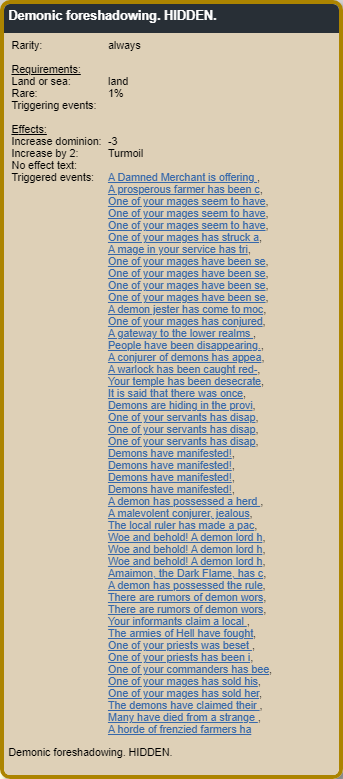 Demonic foreshadowing. HIDDEN.
Rarity: always
Requirements:
Land or sea: land
Rare: 1%
Triggering events:
Effects:
Increase dominion: -3
Increase by 2: Turmoil
No effect text:
Triggered events: A Damned Merchant is offering ,
A prosperous farmer has been c,
One of your mages seem to have,
One of your mages seem to have,
One of your mages seem to have,
One of your mages has struck a,
A mage in your service has tri,
One of your mages have been se,
One of your mages have been se,
One of your mages have been se,
One of your mages have been se,
A demon jester has come to moc,
One of your mages has conjured,
A gateway to the lower realms ,
People have been disappearing.,
A conjurer of demons has appea,
A warlock has been caught red-,
Your temple has been desecrate,
It is said that there was once,
Demons are hiding in the provi,
One of your servants has disap,
One of your servants has disap,
One of your servants has disap,
Demons have manifested!,
Demons have manifested!,
Demons have manifested!,
Demons have manifested!,
A demon has possessed a herd ,
A malevolent conjurer, jealous,
The local ruler has made a pac,
Woe and behold! A demon lord h,
Woe and behold! A demon lord h,
Woe and behold! A demon lord h,
Amaimon, the Dark Flame, has c,
A demon has possessed the rule,
There are rumors of demon wors,
There are rumors of demon wors,
Your informants claim a local ,
The armies of Hell have fought,
One of your priests was beset ,
One of your priests has been i,
One of your commanders has bee,
One of your mages has sold his,
One of your mages has sold her,
The demons have claimed their ,
Many have died from a strange ,
A horde of frenzied farmers ha
Demonic foreshadowing. HIDDEN.